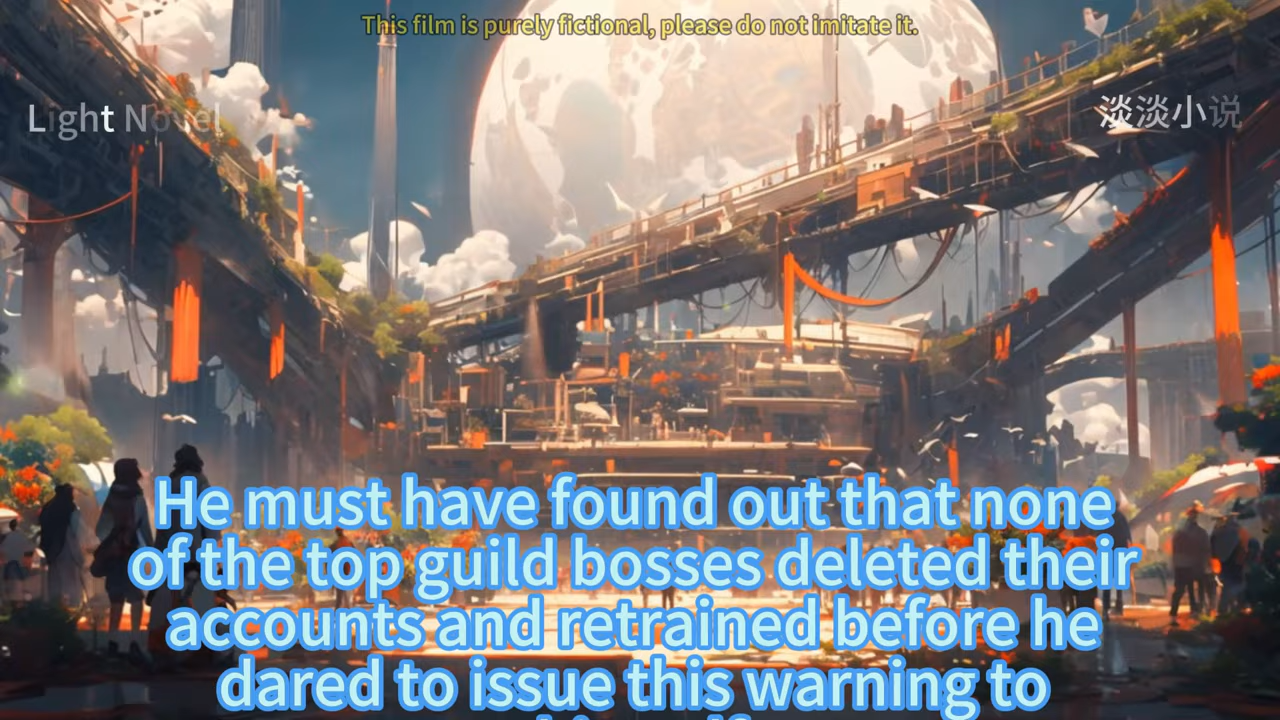 This film is purely fictional, please do not imitate it.
Light Novel
淡淡小说
He must have found out that none
of the top guild bosses deleted their
accounts and retrained before he
dared to issue this warning to